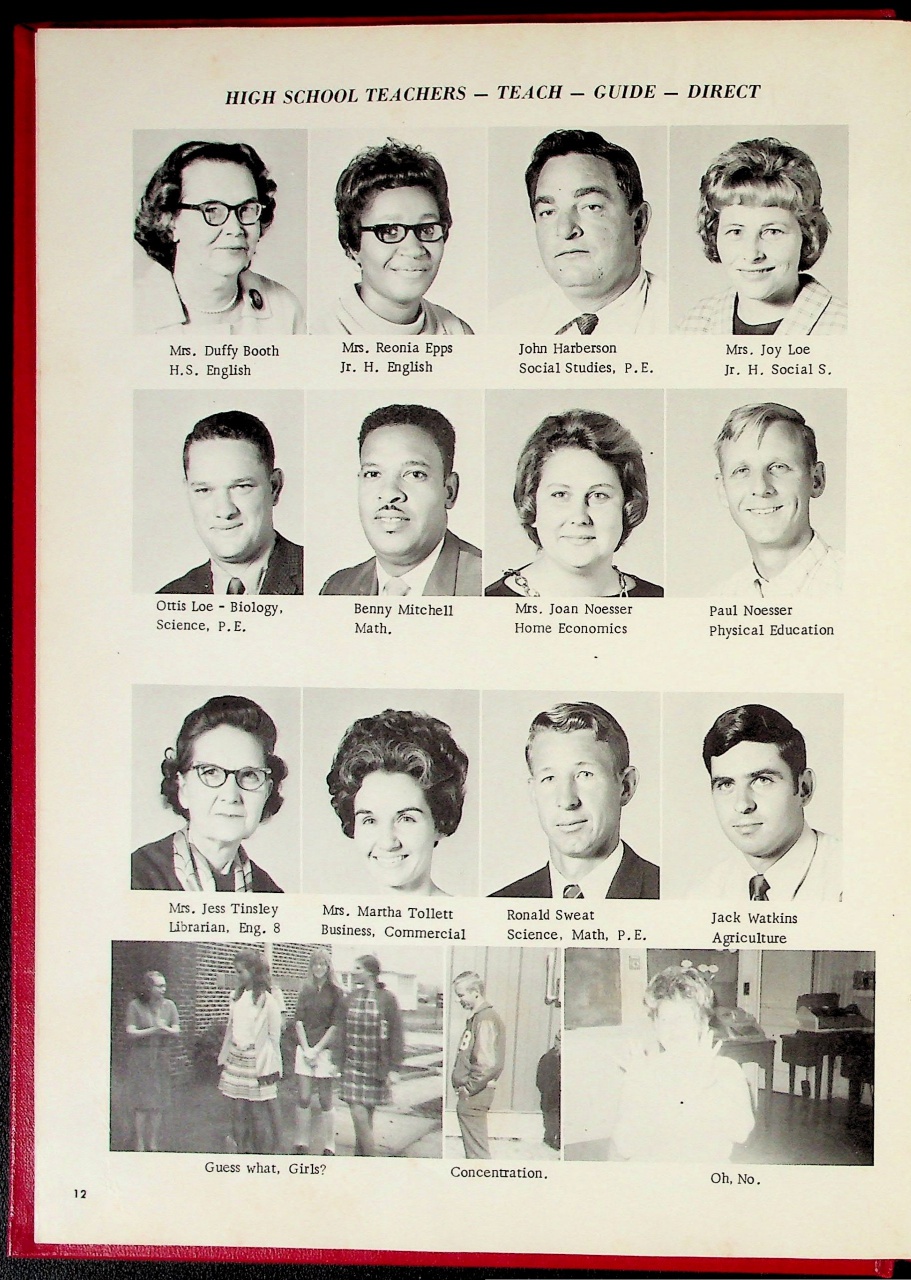 HIGH SCHOOL TEACHERS — TEACH — GUIDE — DIRECT
Mrs. Duffy Booth
H.S. English
Mrs. Reonia Epps
Jr. H. English
John Harberson
Social Studies, P.E.
Mrs. Joy Loe
Jr. H. Social S.
Ottis Loe - Biology,
Science, P.E.
Benny Mitchell
Math.
Mrs. Joan Noesser
Home Economics
Paul Noesser
Physical Education
Mrs. Jess Tinsley
Librarian, Eng. 8
Mrs. Martha Tollett
Business, Commercial
Ronald Sweat
Science, Math, P.E.
Jack Watkins
Agriculture
Guess what, Girls?
Concentration.
Oh, No.
12